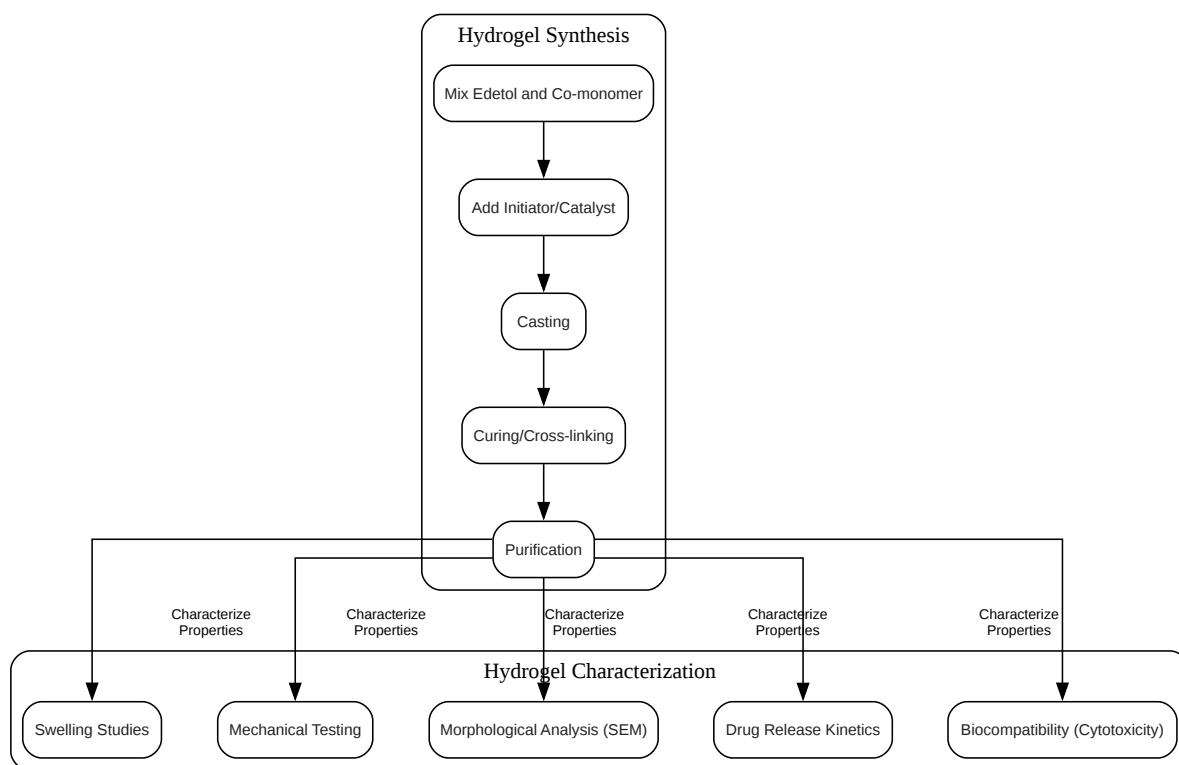 Hydrogel Synthesis
Mix Edetol and Co-monomer
Add Initiator/Catalyst
Casting
Curing/Cross-linking
Purification
Characterize
Properties
Characterize
Properties
Characterize
Properties
Characterize
Properties
Characterize
Properties
Hydrogel Characterization
Swelling Studies
Mechanical Testing
Morphological Analysis (SEM)
Drug Release Kinetics
Biocompatibility (Cytotoxicity)